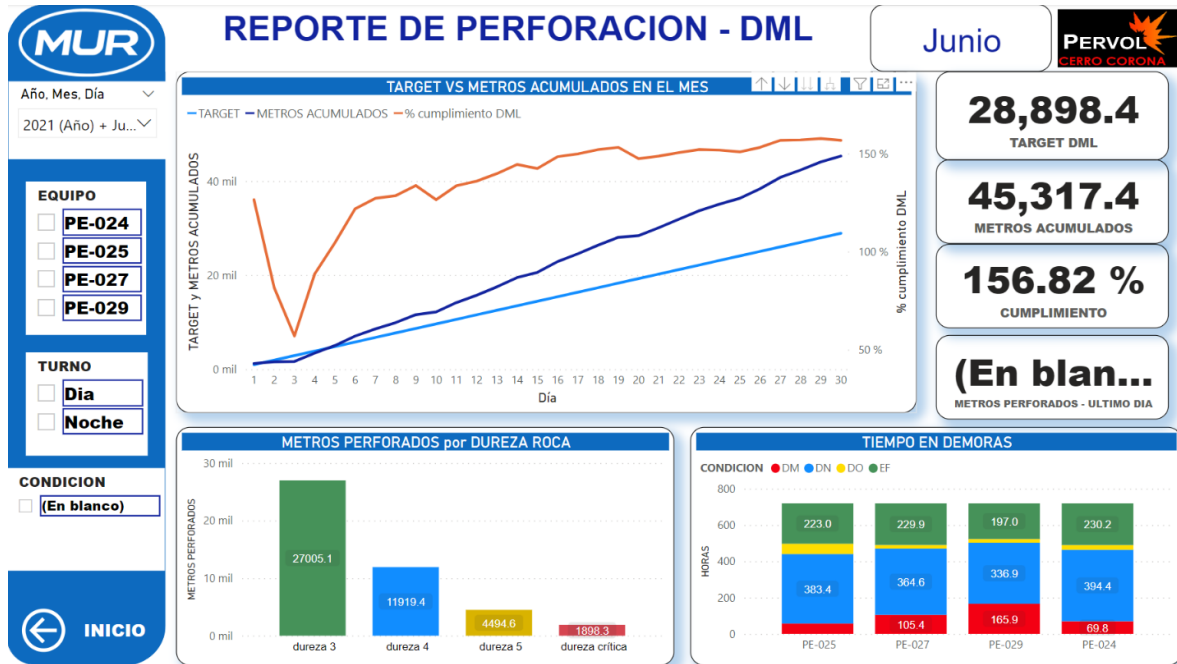 MUR
REPORTE DE PERFORACION - DML
Junio
PERVOL
CERRO CORONA
Año, Mes, Día
2021 (Año) + Ju...
EQUIPO
PE-024
PE-025
PE-027
PE-029
TURNO
Dia
Noche
CONDICION
(En blanco)
INICIO
TARGET VS METROS ACUMULADOS EN EL MES
TARGET METROS ACUMULADOS % cumplimiento DML
TARGET y METROS ACUMULADOS
40 mil
20 mil
0 mil
150 %
100 %
50 %
% cumplimiento DML
1 2 3 4 5 6 7 8 9 10 11 12 13 14 15 16 17 18 19 20 21 22 23 24 25 26 27 28 29 30
Día
28,898.4
TARGET DML
45,317.4
METROS ACUMULADOS
156.82 %
CUMPLIMIENTO
(En blan...
METROS PERFORADOS - ULTIMO DIA
METROS PERFORADOS por DUREZA ROCA
METROS PERFORADOS
30 mil
20 mil
10 mil
0 mil
27005.1
11919.4
4494.6
1898.3
dureza 3 dureza 4 dureza 5 dureza crítica
TIEMPO EN DEMORAS
CONDICION DM DN DO EF
HORAS
800
600
400
200
0
223.0 229.9 197.0 230.2
383.4 364.6 336.9 394.4
105.4 165.9 69.8
PE-025 PE-027 PE-029 PE-024